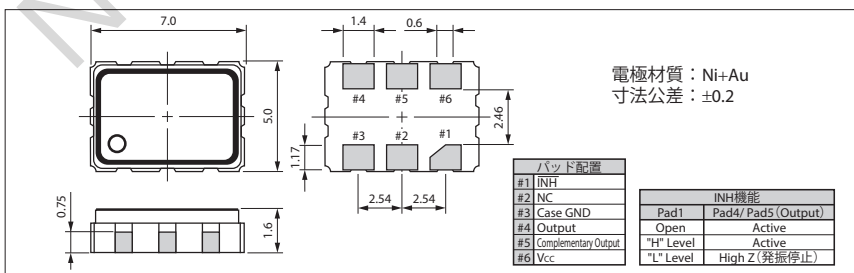 7.0
1.4
0.6
電極材質：Ni+Au
寸法公差：±0.2
#4
#5
#6
5.0
2.46
#3
#2
#1
1.17
2.54
2.54
0.75
1.6
パッド配置
#1 INH
#2 NC
#3 Case GND
#4 Output
#5 Complementary Output
#6 Vcc
INH機能
Pad1 Pad4/ Pad5 (Output)
Open Active
"H" Level Active
"L" Level High Z (発振停止)